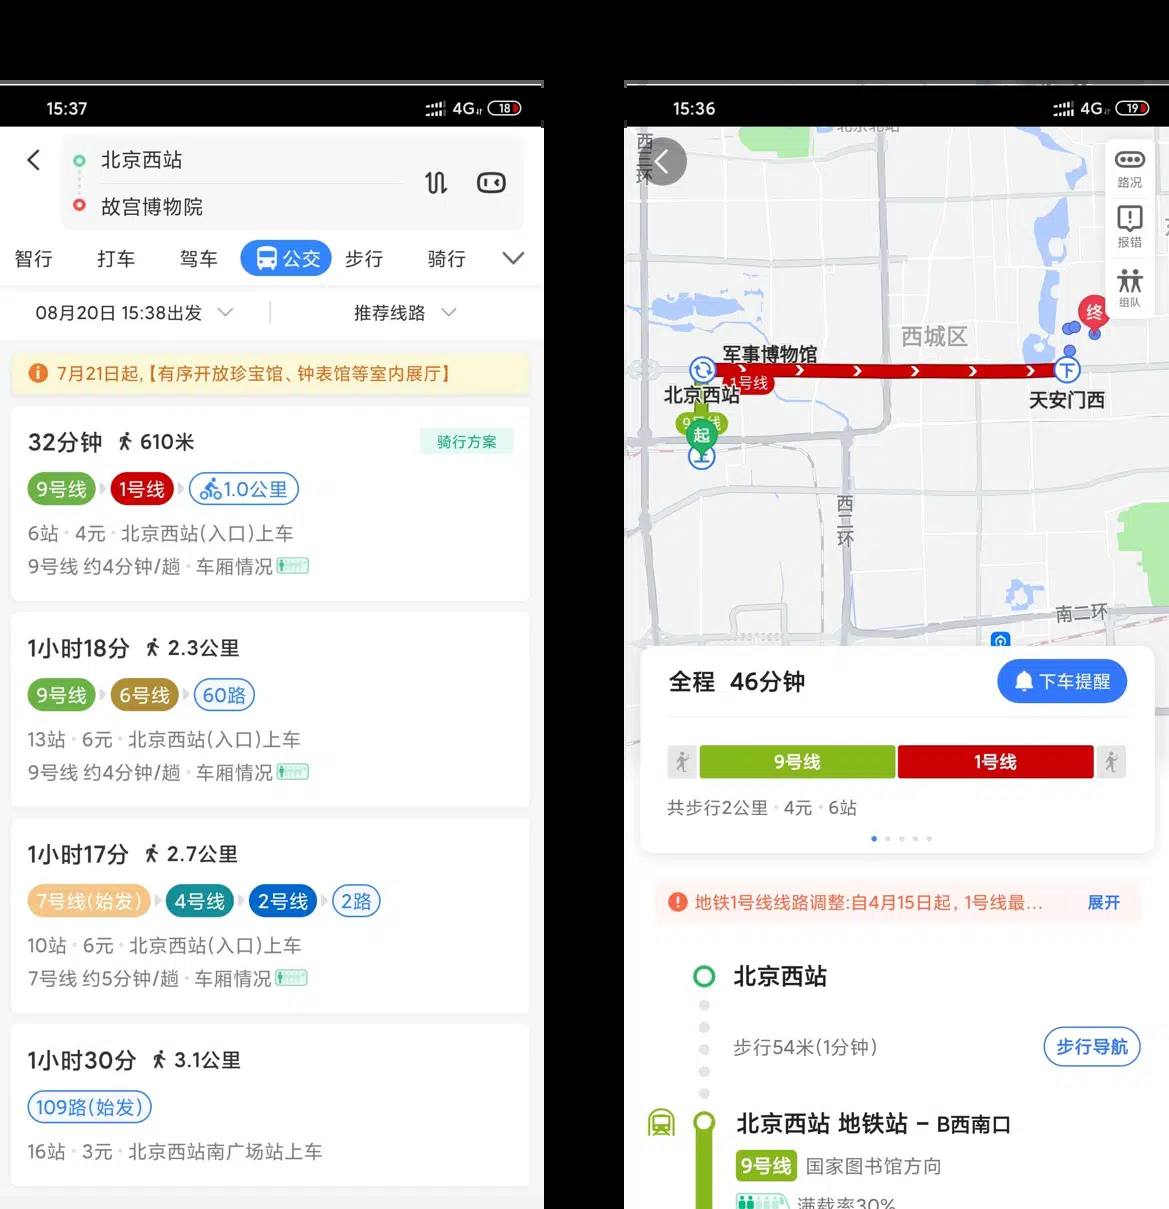 15:37
4G
18
北京西站
故宫博物院
智行
打车
驾车
公交
步行
骑行
08月20日 15:38出发
推荐线路
7月21日起,【有序开放珍宝馆、钟表馆等室内展厅】
32分钟 610米
骑行方案
9号线 1号线 1.0公里
6站·4元·北京西站(入口)上车
9号线 约4分钟/趟·车厢情况
1小时18分 2.3公里
9号线 6号线 60路
13站·6元·北京西站(入口)上车
9号线 约4分钟/趟·车厢情况
1小时17分 2.7公里
7号线(始发) 4号线 2号线 2路
10站·6元·北京西站(入口)上车
7号线 约5分钟/趟·车厢情况
1小时30分 3.1公里
109路(始发)
16站·3元·北京西站南广场站上车
15:36
4G
19
西三环
路况
报错
组队
终
西城区
军事博物馆
1号线
下
天安门西
北京西站
9号线
起
上
西二环
南二环
全程 46分钟
下车提醒
9号线
1号线
共步行2公里·4元·6站
地铁1号线线路调整:自4月15日起，1号线最...
展开
北京西站
步行54米(1分钟)
步行导航
北京西站 地铁站 – B西南口
9号线 国家图书馆方向
满载率30%